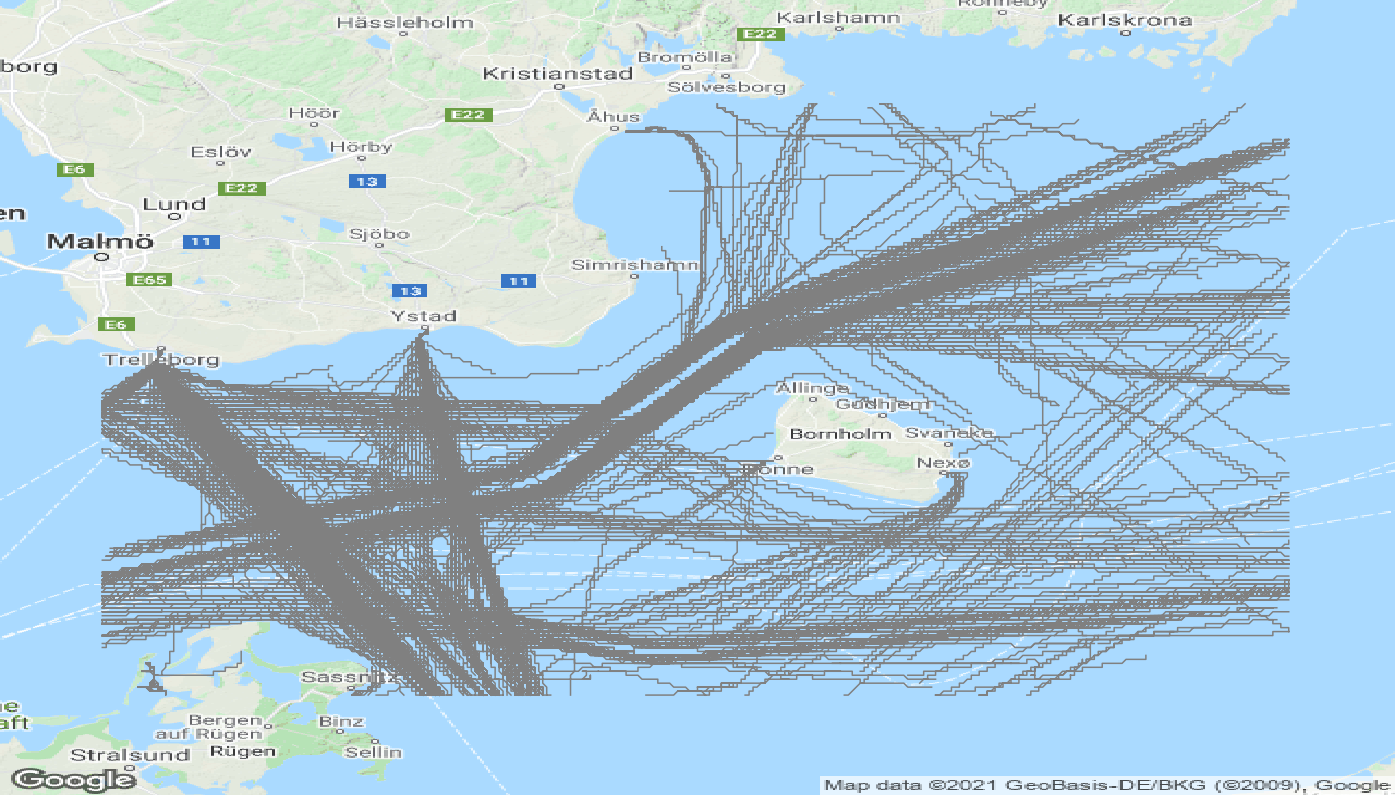 Hässleholm
Karlshamn
Ronneby
Karlskrona
E22
borg
Bromölla
Kristianstad
Sölvesborg
Höör
E22
Åhus
Eslöv
Hörby
E6
E22
13
Lund
en
Malmö
11
Sjöbo
E65
Simrishamn
13
11
E6
Ystad
Trelleborg
Allinge
Gudhjem
Bornholm
Svaneke
Nexø
Rønne
Sassnitz
Bergen
auf Rügen
Binz
Rügen
Sellin
Stralsund
Google
Map data ©2021 GeoBasis-DE/BKG (©2009), Google